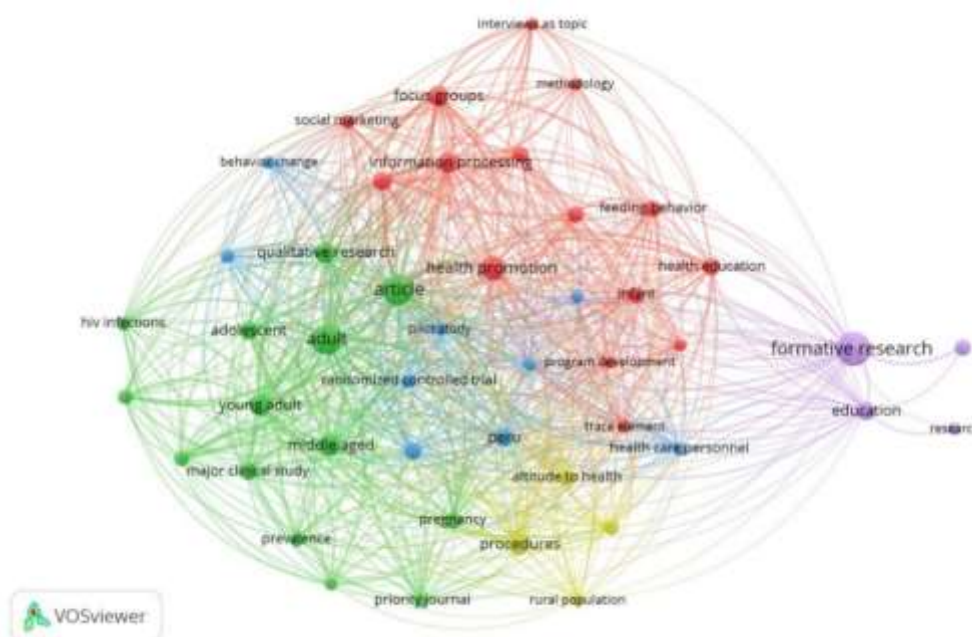 interviews as topic
methodology
focus groups
social marketing
behavior change
information processing
feeding behavior
qualitative research
health promotion
health education
article
infant
hiv infections
adolescent
adult
pilot study
formative research
program development
randomized controlled trial
young adult
education
trace element
research
middle aged
peru
health care personnel
major clinical study
attitude to health
pregnancy
prevalence
procedures
priority journal
rural population
VOSviewer